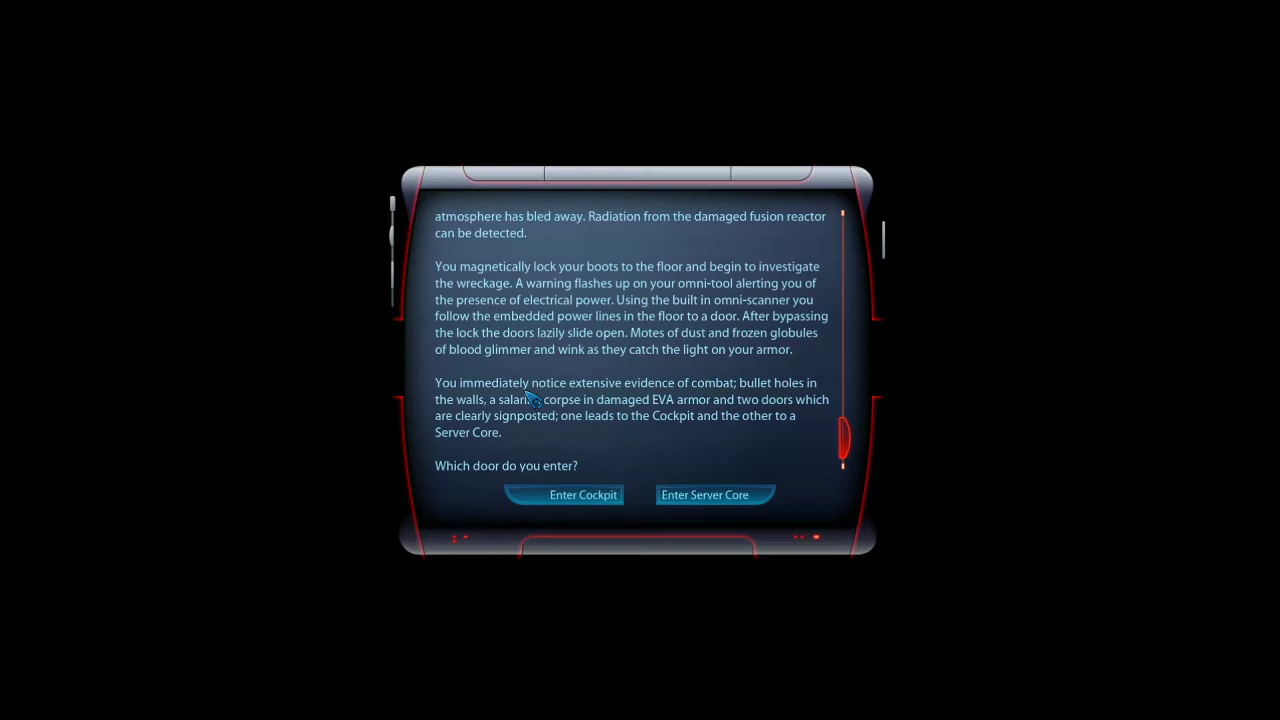 atmosphere has bled away. Radiation from the damaged fusion reactor
can be detected.
You magnetically lock your boots to the floor and begin to investigate
the wreckage. A warning flashes up on your omni-tool alerting you of
the presence of electrical power. Using the built in omni-scanner you
follow the embedded power lines in the floor to a door. After bypassing
the lock the doors lazily slide open. Motes of dust and frozen globules
of blood glimmer and wink as they catch the light on your armor.
You immediately notice extensive evidence of combat; bullet holes in
the walls, a corpse in damaged EVA armor and two doors which
are clearly signposted; one leads to the Cockpit and the other to a
Server Core.
Which door do you enter?
Enter Cockpit
Enter Server Core